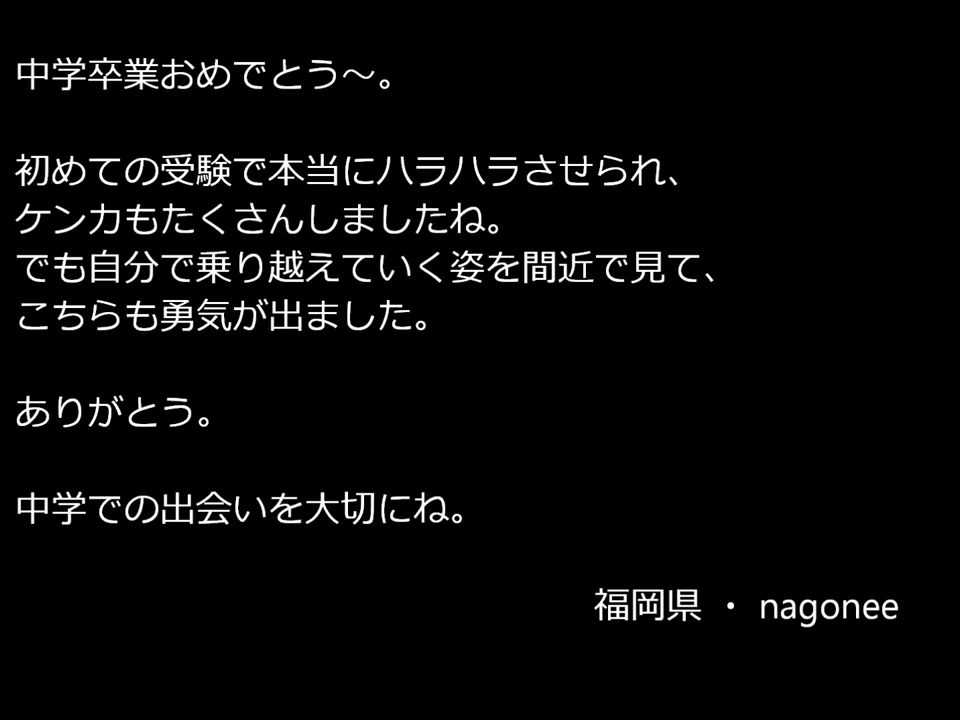 中学卒業おめでとう～。
初めての受験で本当にハラハラさせられ、
ケンカもたくさんしましたね。
でも自分で乗り越えていく姿を間近で見て、
こちらも勇気が出ました。
ありがとう。
中学での出会いを大切にね。
福岡県 ・ nagonee